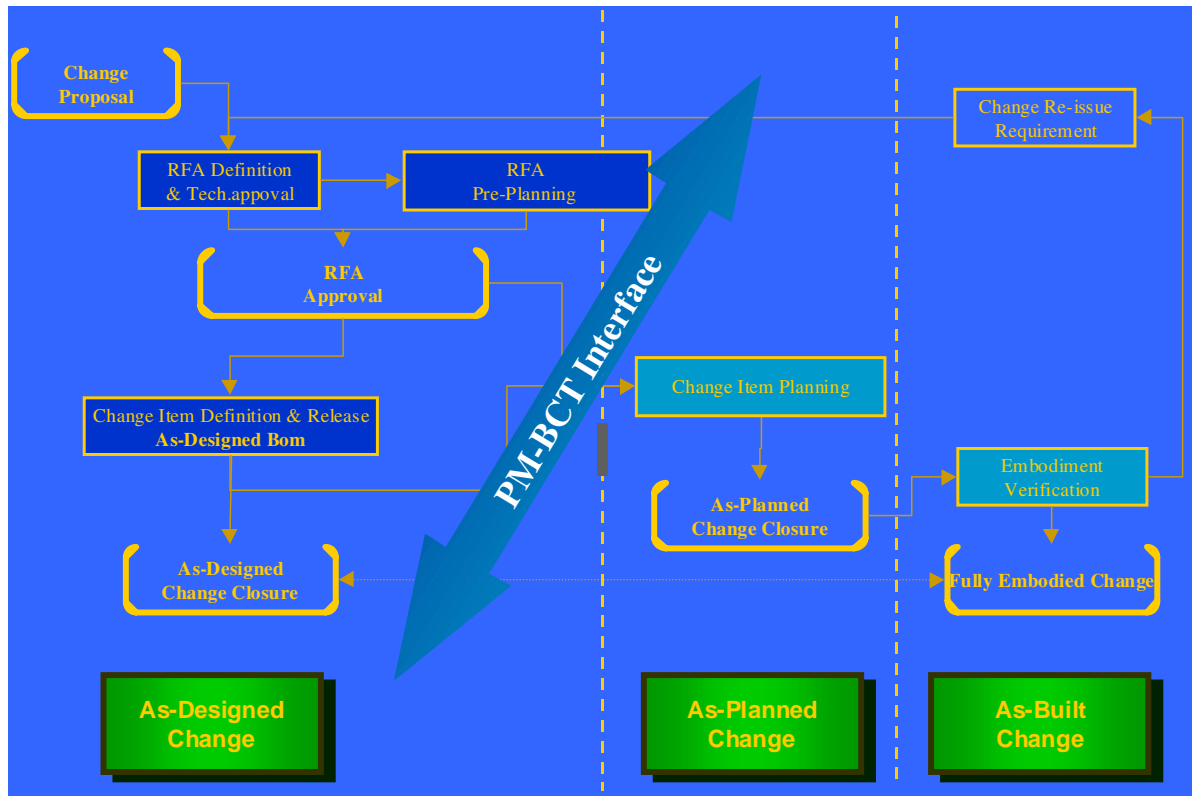 Change
Proposal
Change Re-issue
Requirement
RFA Definition
& Tech.appoval
RFA
Pre-Planning
RFA
Approval
PM-BCT Interface
Change Item Planning
Change Item Definition & Release
As-Designed Bom
Embodiment
Verification
As-Planned
Change Closure
As-Designed
Change Closure
Fully Embodied Change
As-Designed
Change
As-Planned
Change
As-Built
Change